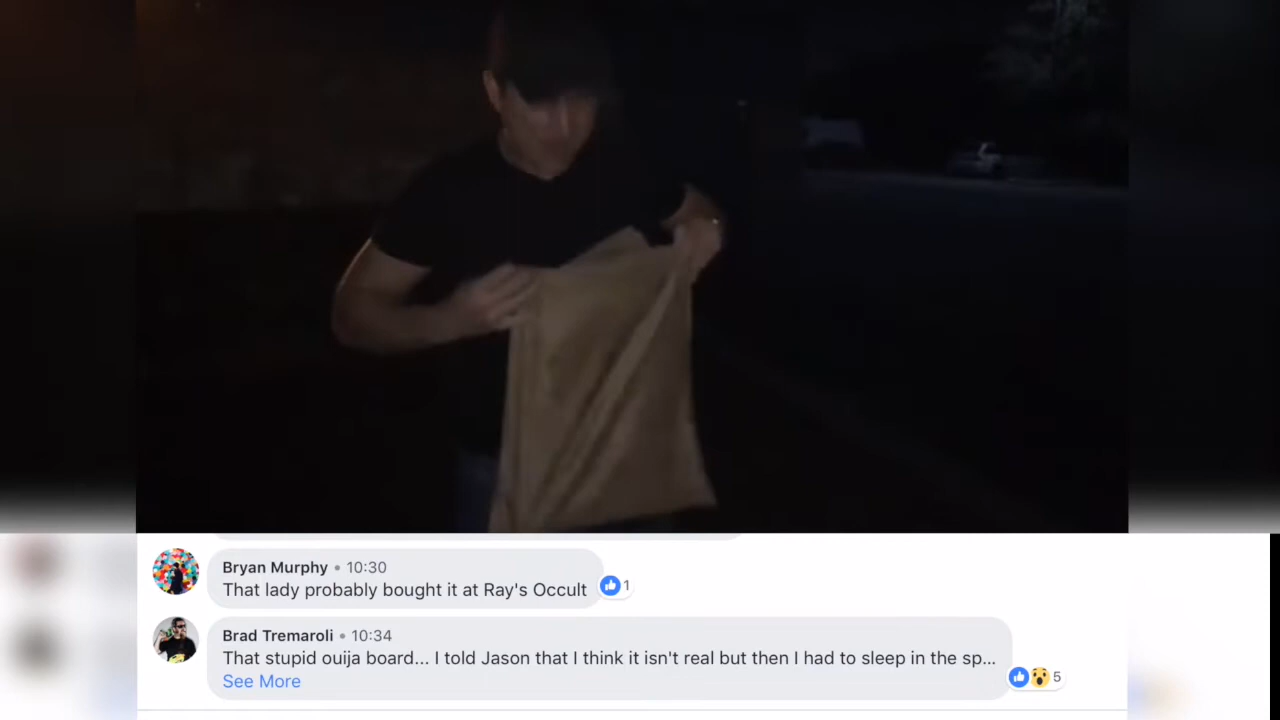 Bryan Murphy • 10:30
That lady probably bought it at Ray's Occult
1
Brad Tremaroli • 10:34
That stupid ouija board... I told Jason that I think it isn't real but then I had to sleep in the sp...
See More
5